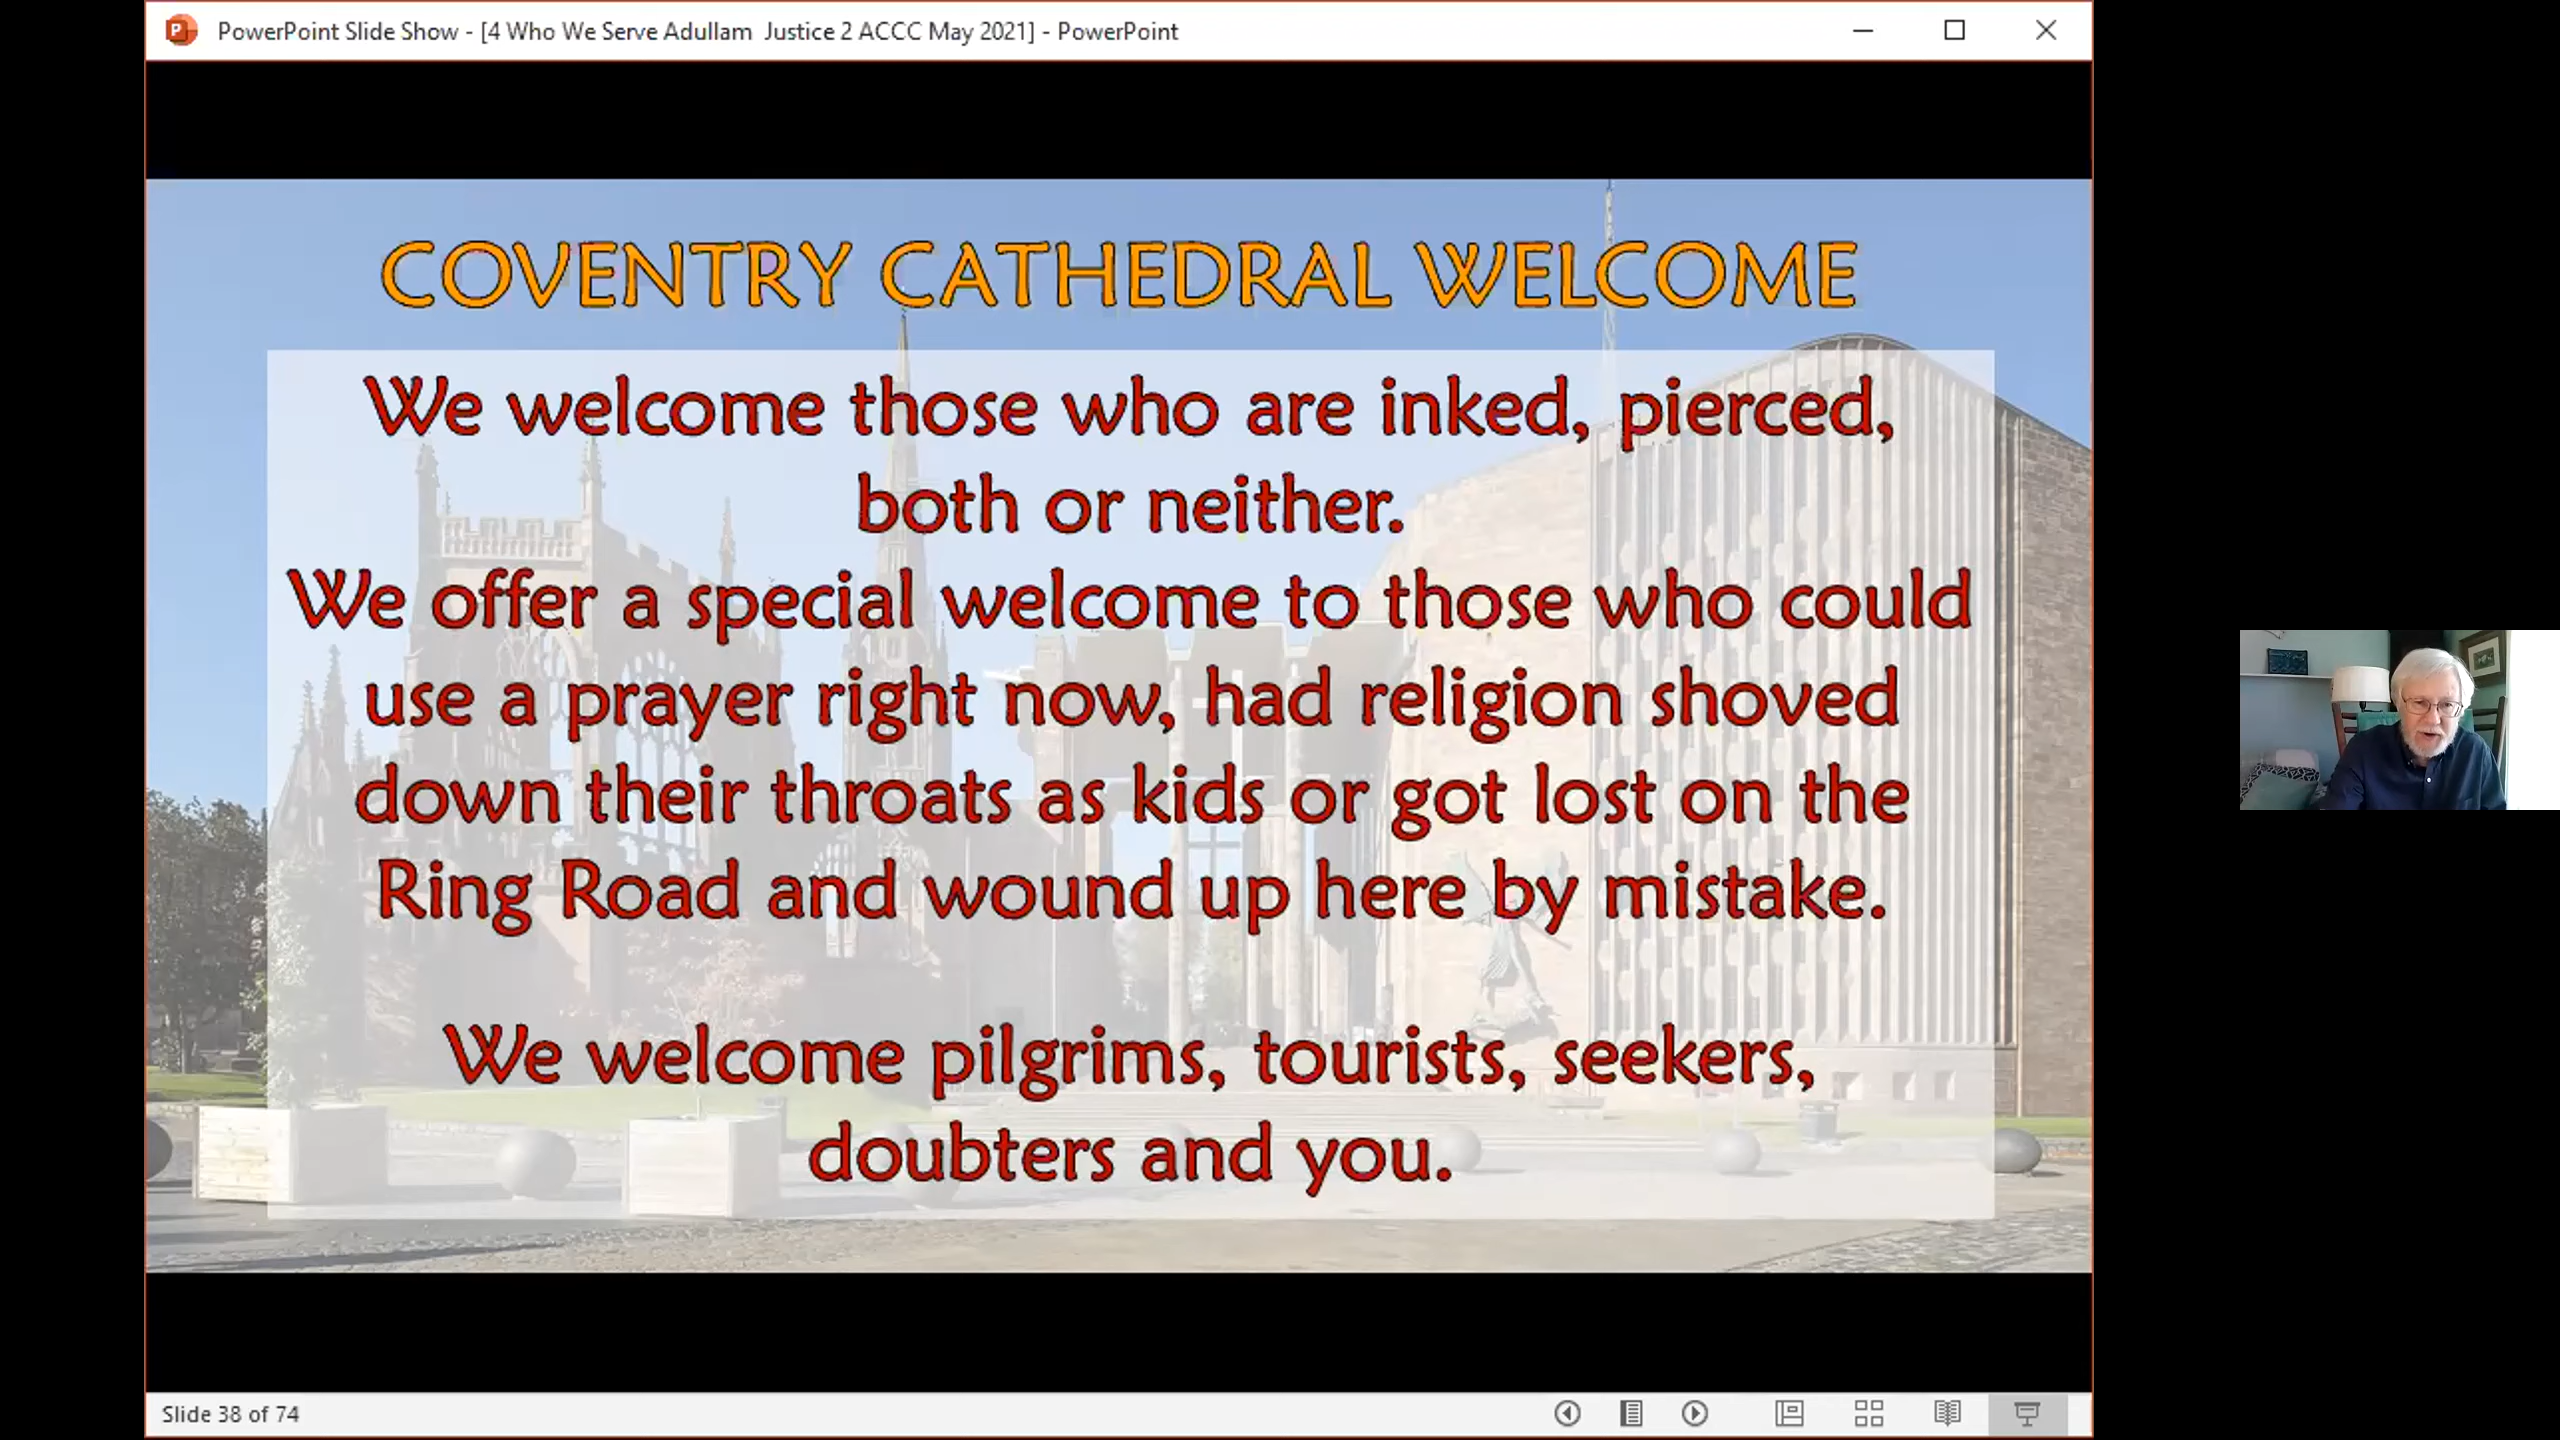 PowerPoint Slide Show - [4 Who We Serve Adullam  Justice 2 ACCC May 2021] - PowerPoint
COVENTRY CATHEDRAL WELCOME
We welcome those who are inked, pierced,
both or neither.
We offer a special welcome to those who could
use a prayer right now, had religion shoved
down their throats as kids or got lost on the
Ring Road and wound up here by mistake.
We welcome pilgrims, tourists, seekers,
doubters and you.
Slide 38 of 74